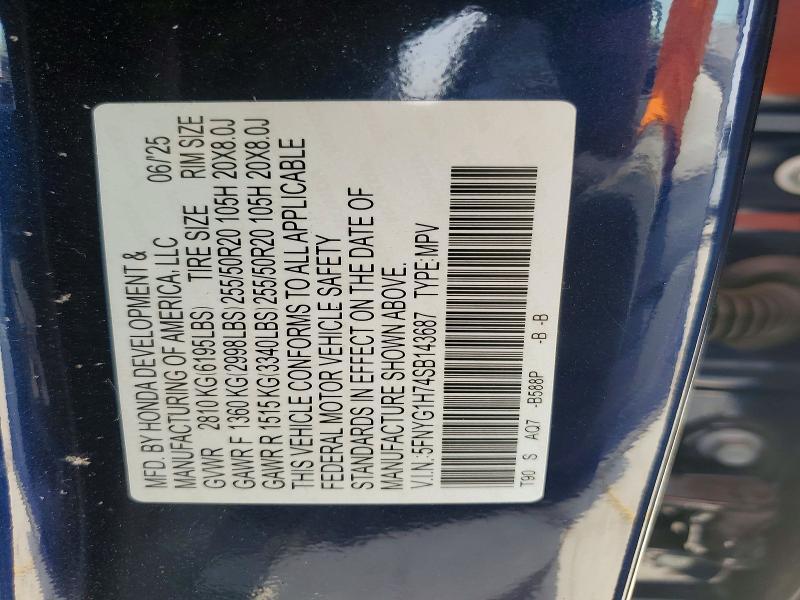 MFD. BY HONDA DEVELOPMENT &
MANUFACTURING OF AMERICA, LLC 06/'25
GVWR 2810 KG(6195LBS) TIRE SIZE RIM SIZE
GAWR F 1360 KG(2998LBS) 255/50R20 105H 20X8.0J
GAWR R 1515 KG(3340LBS) 255/50R20 105H 20X8.0J
THIS VEHICLE CONFORMS TO ALL APPLICABLE
FEDERAL MOTOR VEHICLE SAFETY
STANDARDS IN EFFECT ON THE DATE OF
MANUFACTURE SHOWN ABOVE.
V.I.N.:5FNYG1H74SB143687 TYPE:MPV
T90 S AQ7 -B588P -B -B